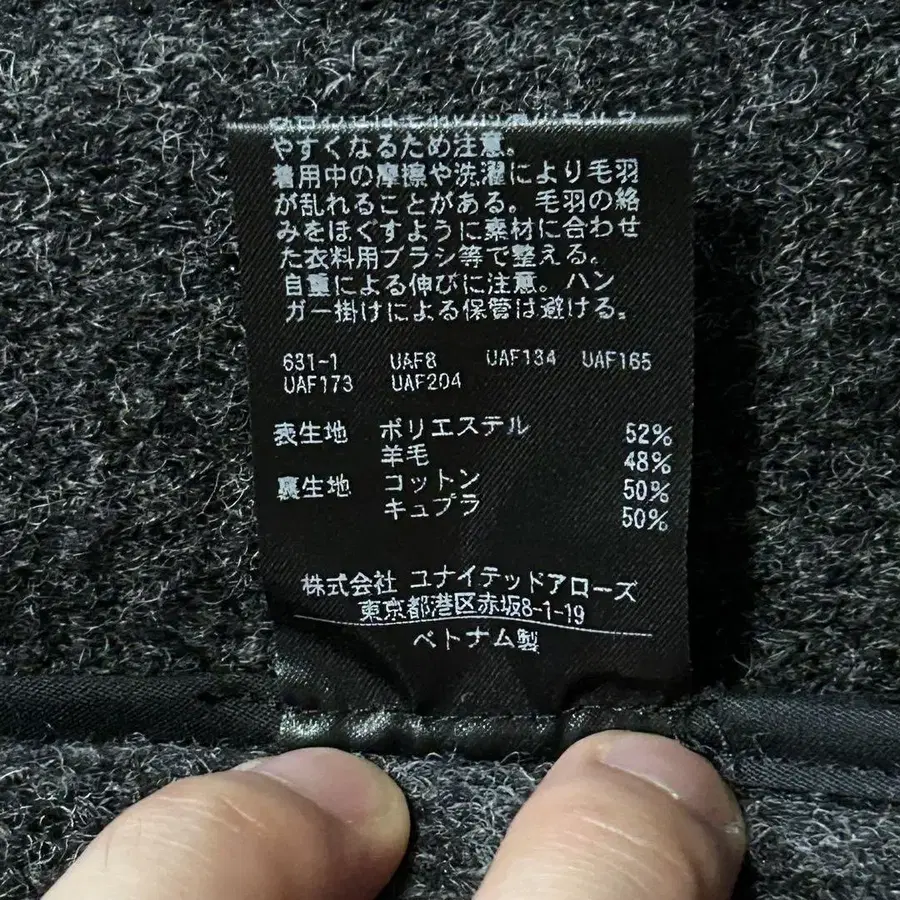 やすくなるため注意。
着用中の摩擦や洗濯により毛羽
が乱れることがある。毛羽の絡
みをほぐすように素材に合わせ
た衣料用ブラシ等で整える。
自重による伸びに注意。ハン
ガー掛けによる保管は避ける。
631-1 UAF8 UAF134 UAF165
UAF173 UAF204
表生地 ポリエステル 52%
羊毛 48%
裏生地 コットン 50%
キュプラ 50%
株式会社 ユナイテッドアローズ
東京都港区赤坂8-1-19
ベトナム製